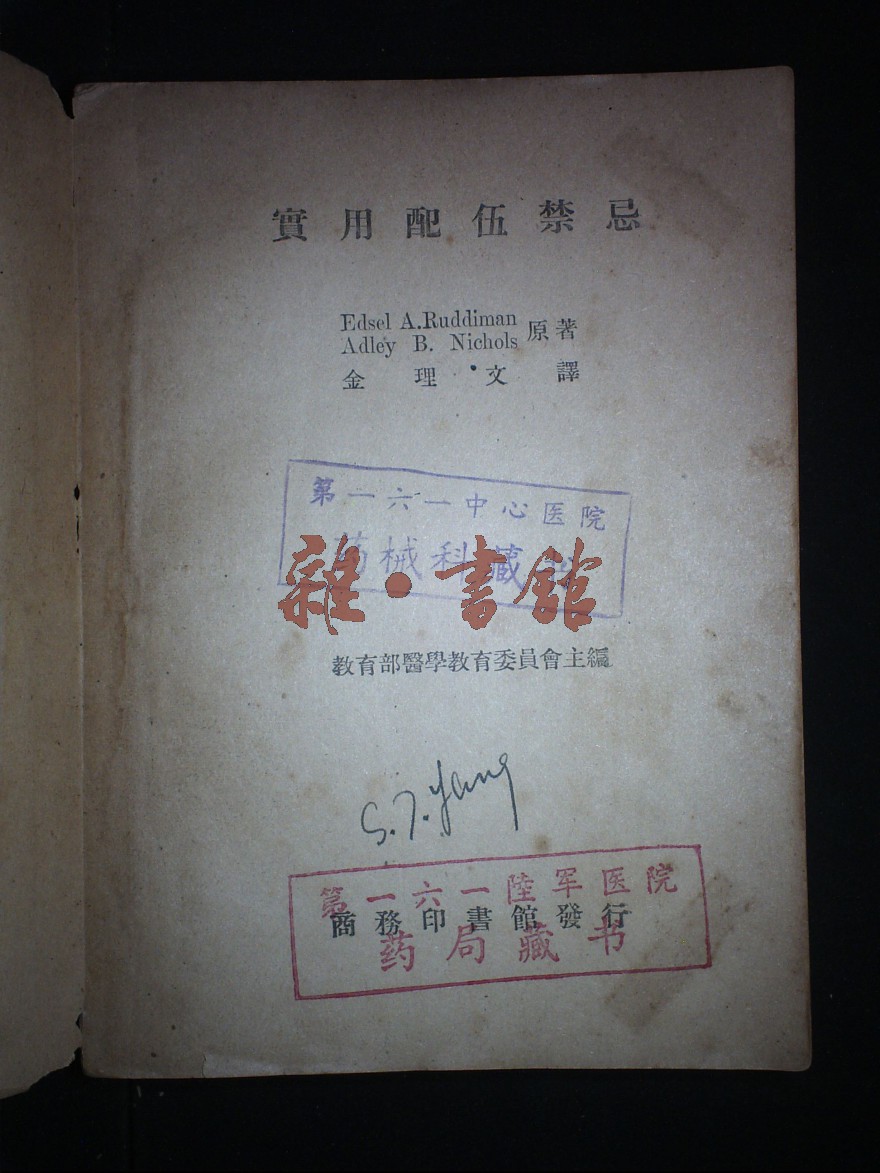 實用配伍禁忌
Edsel A. Ruddiman
Adley B. Nichols
原著
金理文譯
第一六一中心医院
药械科藏书
雜·書館
教育部醫學教育委員會主編
S. T. Yang
第一六一陸军医院
商務印書館發行
药局藏书